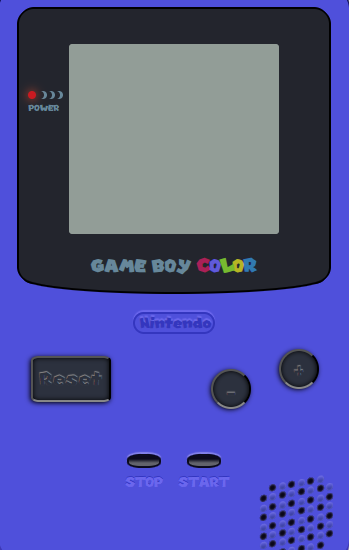 POWER
GAME BOY COLOR
Nintendo
Reset
-
+
STOP START